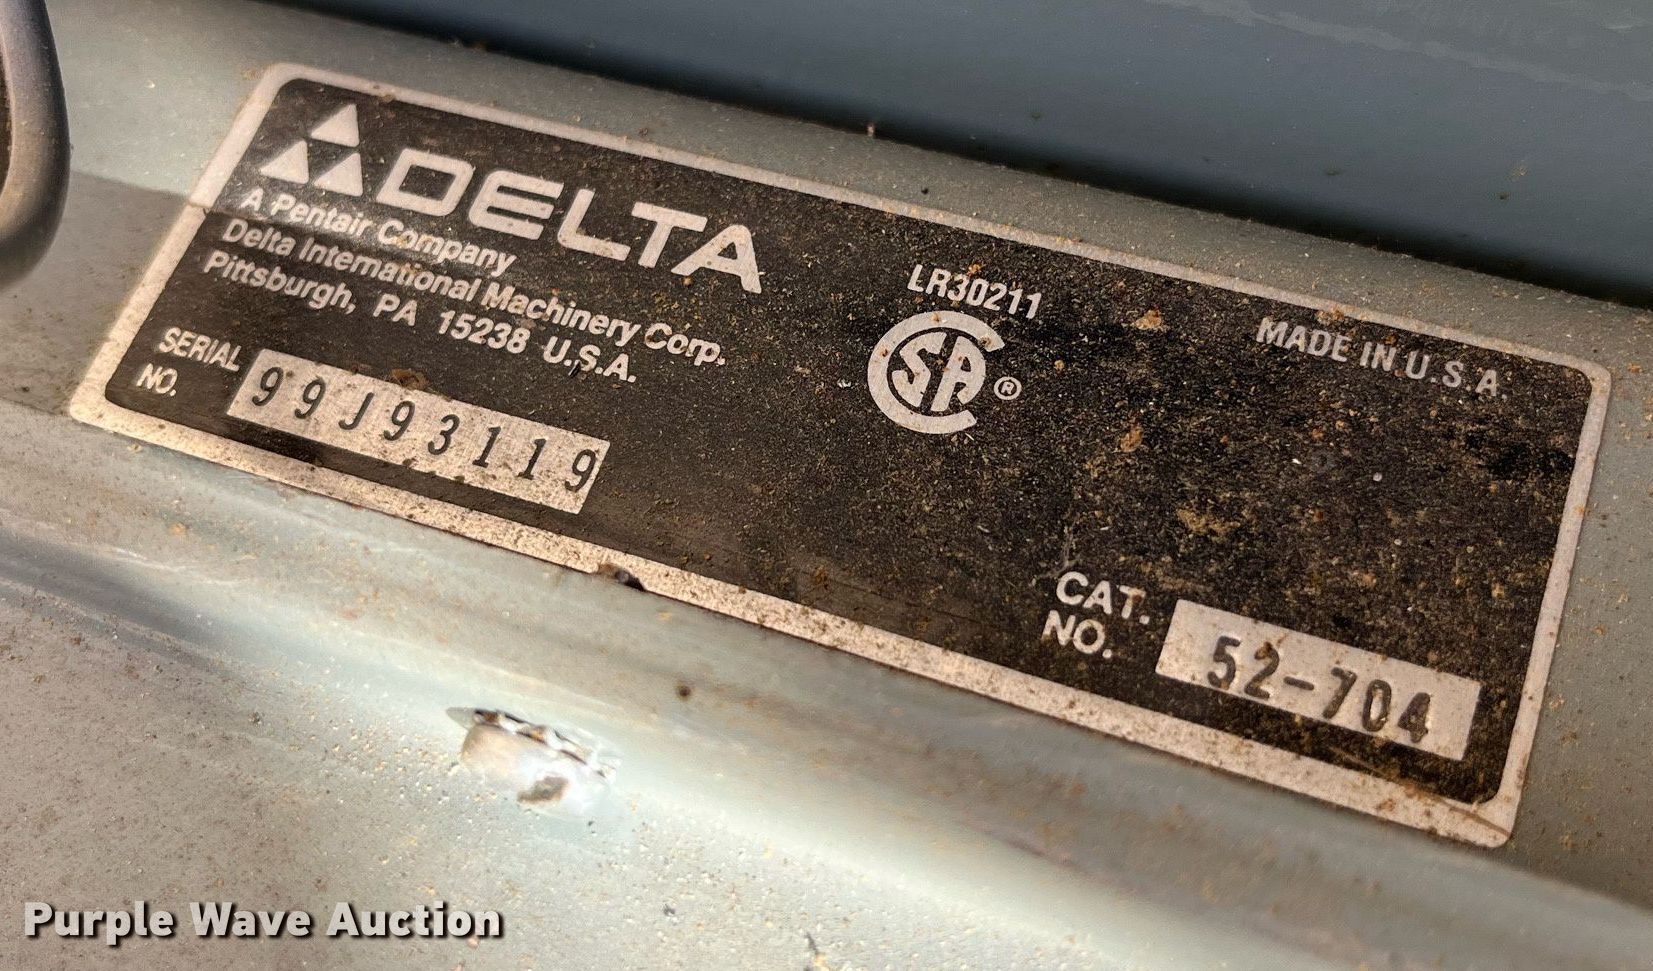 DELTA
A Pentair Company
Delta International Machinery Corp.
Pittsburgh, PA 15238 U.S.A.
SERIAL
NO.
99J93119
LR30211
CSA®
MADE IN U.S.A.
CAT.
NO.
52-704
Purple Wave Auction